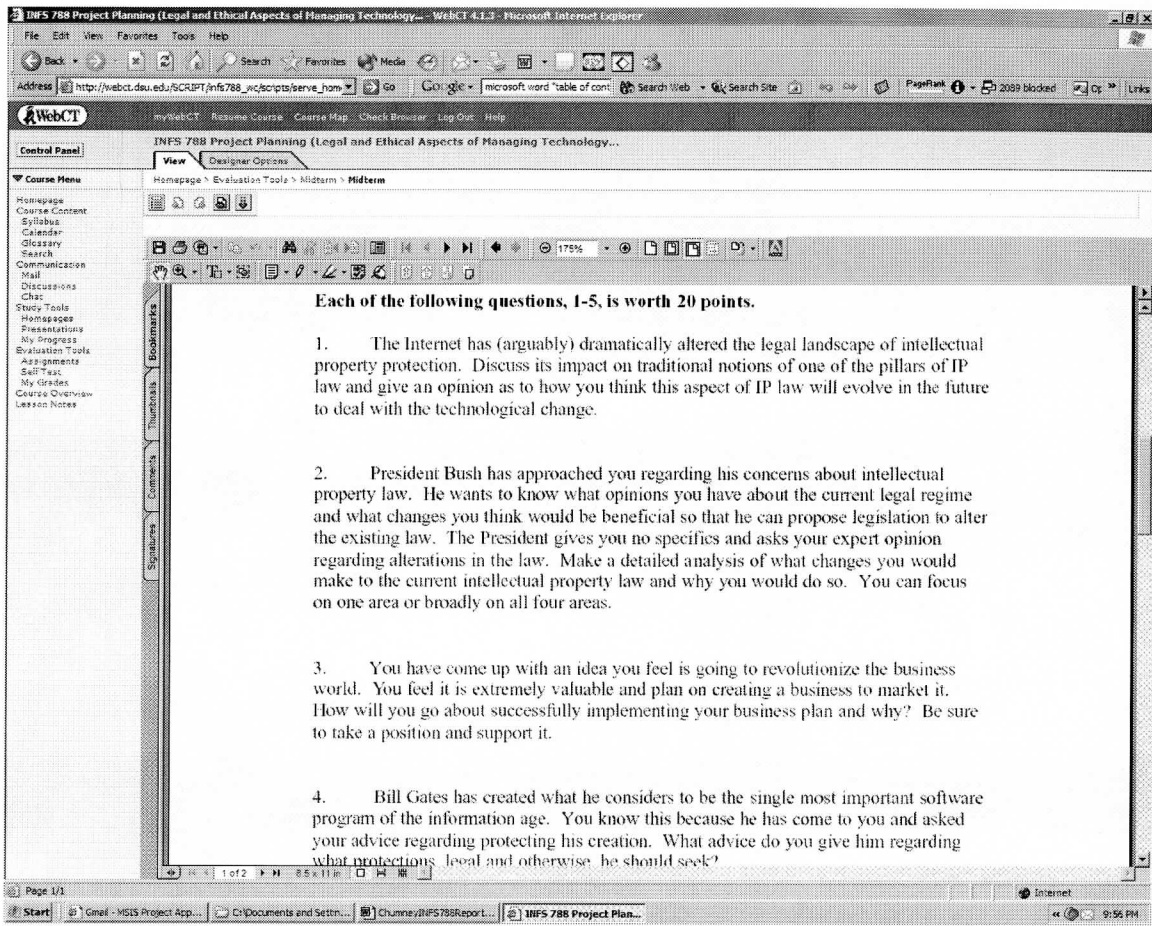 INFS 788 Project Planning (Legal and Ethical Aspects of Managing Technology... - WebCT 4.1.3 - Microsoft Internet Explorer
File Edit View Favorites Tools Help
Back Search Favorites Media
Address http://webct.dsu.edu/SCRIPT/infs788_wc/scripts/serve_hom Go Google microsoft word "table of cont Search Web Search Site PageRank 2089 blocked Links
WebCT myWebCT Resume Course Course Map Check Browser Log Out Help
Control Panel
INFS 788 Project Planning (Legal and Ethical Aspects of Managing Technology...
View Designer Options
Course Menu
Homepage > Evaluation Tools > Midterm > Midterm
Homepage
Course Content
Syllabus
Calendar
Glossary
Search
Communication
Mail
Discussions
Chat
Study Tools
Homepages
Presentations
My Progress
Evaluation Tools
Assignments
Self Test
My Grades
Course Overview
Lesson Notes
175%
Bookmarks
Thumbnails
Comments
Signatures
Each of the following questions, 1-5, is worth 20 points.
1. The Internet has (arguably) dramatically altered the legal landscape of intellectual
property protection. Discuss its impact on traditional notions of one of the pillars of IP
law and give an opinion as to how you think this aspect of IP law will evolve in the future
to deal with the technological change.
2. President Bush has approached you regarding his concerns about intellectual
property law. He wants to know what opinions you have about the current legal regime
and what changes you think would be beneficial so that he can propose legislation to alter
the existing law. The President gives you no specifics and asks your expert opinion
regarding alterations in the law. Make a detailed analysis of what changes you would
make to the current intellectual property law and why you would do so. You can focus
on one area or broadly on all four areas.
3. You have come up with an idea you feel is going to revolutionize the business
world. You feel it is extremely valuable and plan on creating a business to market it.
How will you go about successfully implementing your business plan and why? Be sure
to take a position and support it.
4. Bill Gates has created what he considers to be the single most important software
program of the information age. You know this because he has come to you and asked
your advice regarding protecting his creation. What advice do you give him regarding
what protections, legal and otherwise, he should seek?
1 of 2 8.5 x 11 in
Page 1/1 Internet
Start Gmail - MSIS Project App... C:\Documents and Settin... ChumneyINFS788Report... INFS 788 Project Plan... 9:56 PM